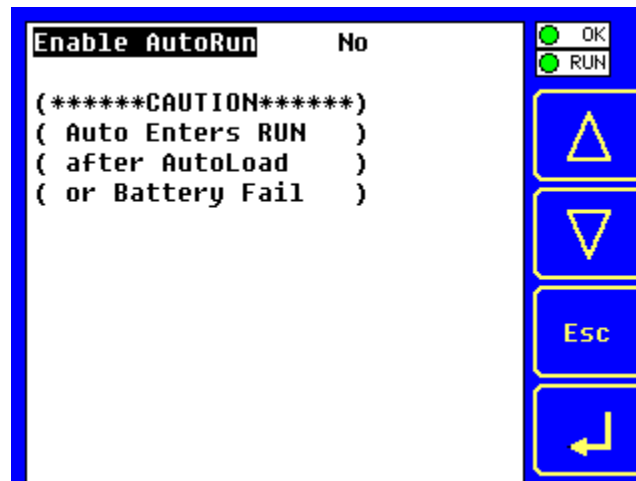 Enable AutoRun No
OK
RUN
(******CAUTION******)
( Auto Enters RUN )
( after AutoLoad )
( or Battery Fail )
Esc